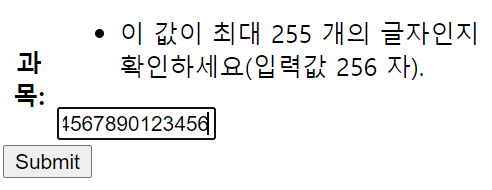 이 값이 최대 255 개의 글자인지
확인하세요(입력값 256 자).
과
목:
4567890123456
Submit